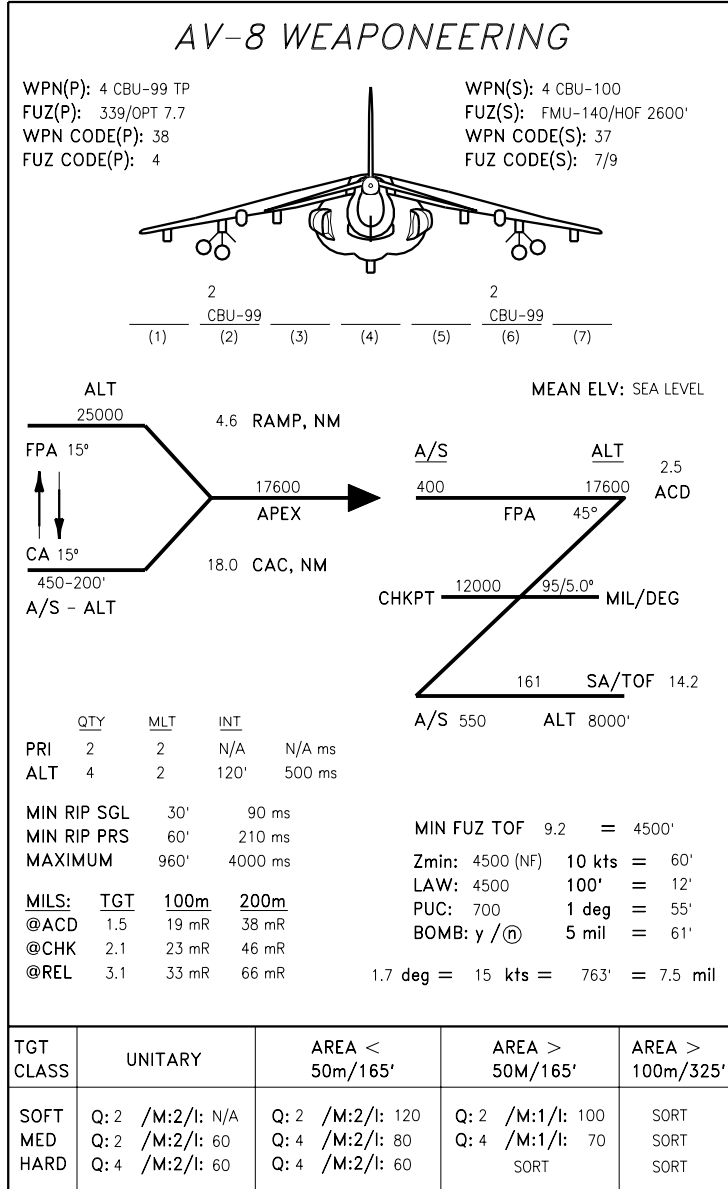 AV-8 WEAPONEERING
WPN(P): 4 CBU-99 TP
FUZ(P): 339/OPT 7.7
WPN CODE(P): 38
FUZ CODE(P): 4
WPN(S): 4 CBU-100
FUZ(S): FMU-140/HOF 2600'
WPN CODE(S): 37
FUZ CODE(S): 7/9
2 2
CBU-99 CBU-99
(1) (2) (3) (4) (5) (6) (7)
ALT
25000
FPA 15°
CA 15°
450-200'
A/S - ALT
4.6 RAMP, NM
17600
APEX
18.0 CAC, NM
MEAN ELV: SEA LEVEL
A/S ALT
400 17600
2.5
ACD
FPA 45°
CHKPT 12000 95/5.0° MIL/DEG
161 SA/TOF 14.2
A/S 550 ALT 8000'
QTY MLT INT
PRI 2 2 N/A N/A ms
ALT 4 2 120' 500 ms
MIN RIP SGL 30' 90 ms
MIN RIP PRS 60' 210 ms
MAXIMUM 960' 4000 ms
MILS: TGT 100m 200m
@ACD 1.5 19 mR 38 mR
@CHK 2.1 23 mR 46 mR
@REL 3.1 33 mR 66 mR
MIN FUZ TOF 9.2 = 4500'
Zmin: 4500 (NF) 10 kts = 60'
LAW: 4500 100' = 12'
PUC: 700 1 deg = 55'
BOMB: y / n 5 mil = 61'
1.7 deg = 15 kts = 763' = 7.5 mil
TGT CLASS UNITARY AREA < 50m/165' AREA > 50M/165' AREA > 100m/325'
SOFT Q: 2 /M:2/I: N/A Q: 2 /M:2/I: 120 Q: 2 /M:1/I: 100 SORT
MED Q: 2 /M:2/I: 60 Q: 4 /M:2/I: 80 Q: 4 /M:1/I: 70 SORT
HARD Q: 4 /M:2/I: 60 Q: 4 /M:2/I: 60 SORT SORT